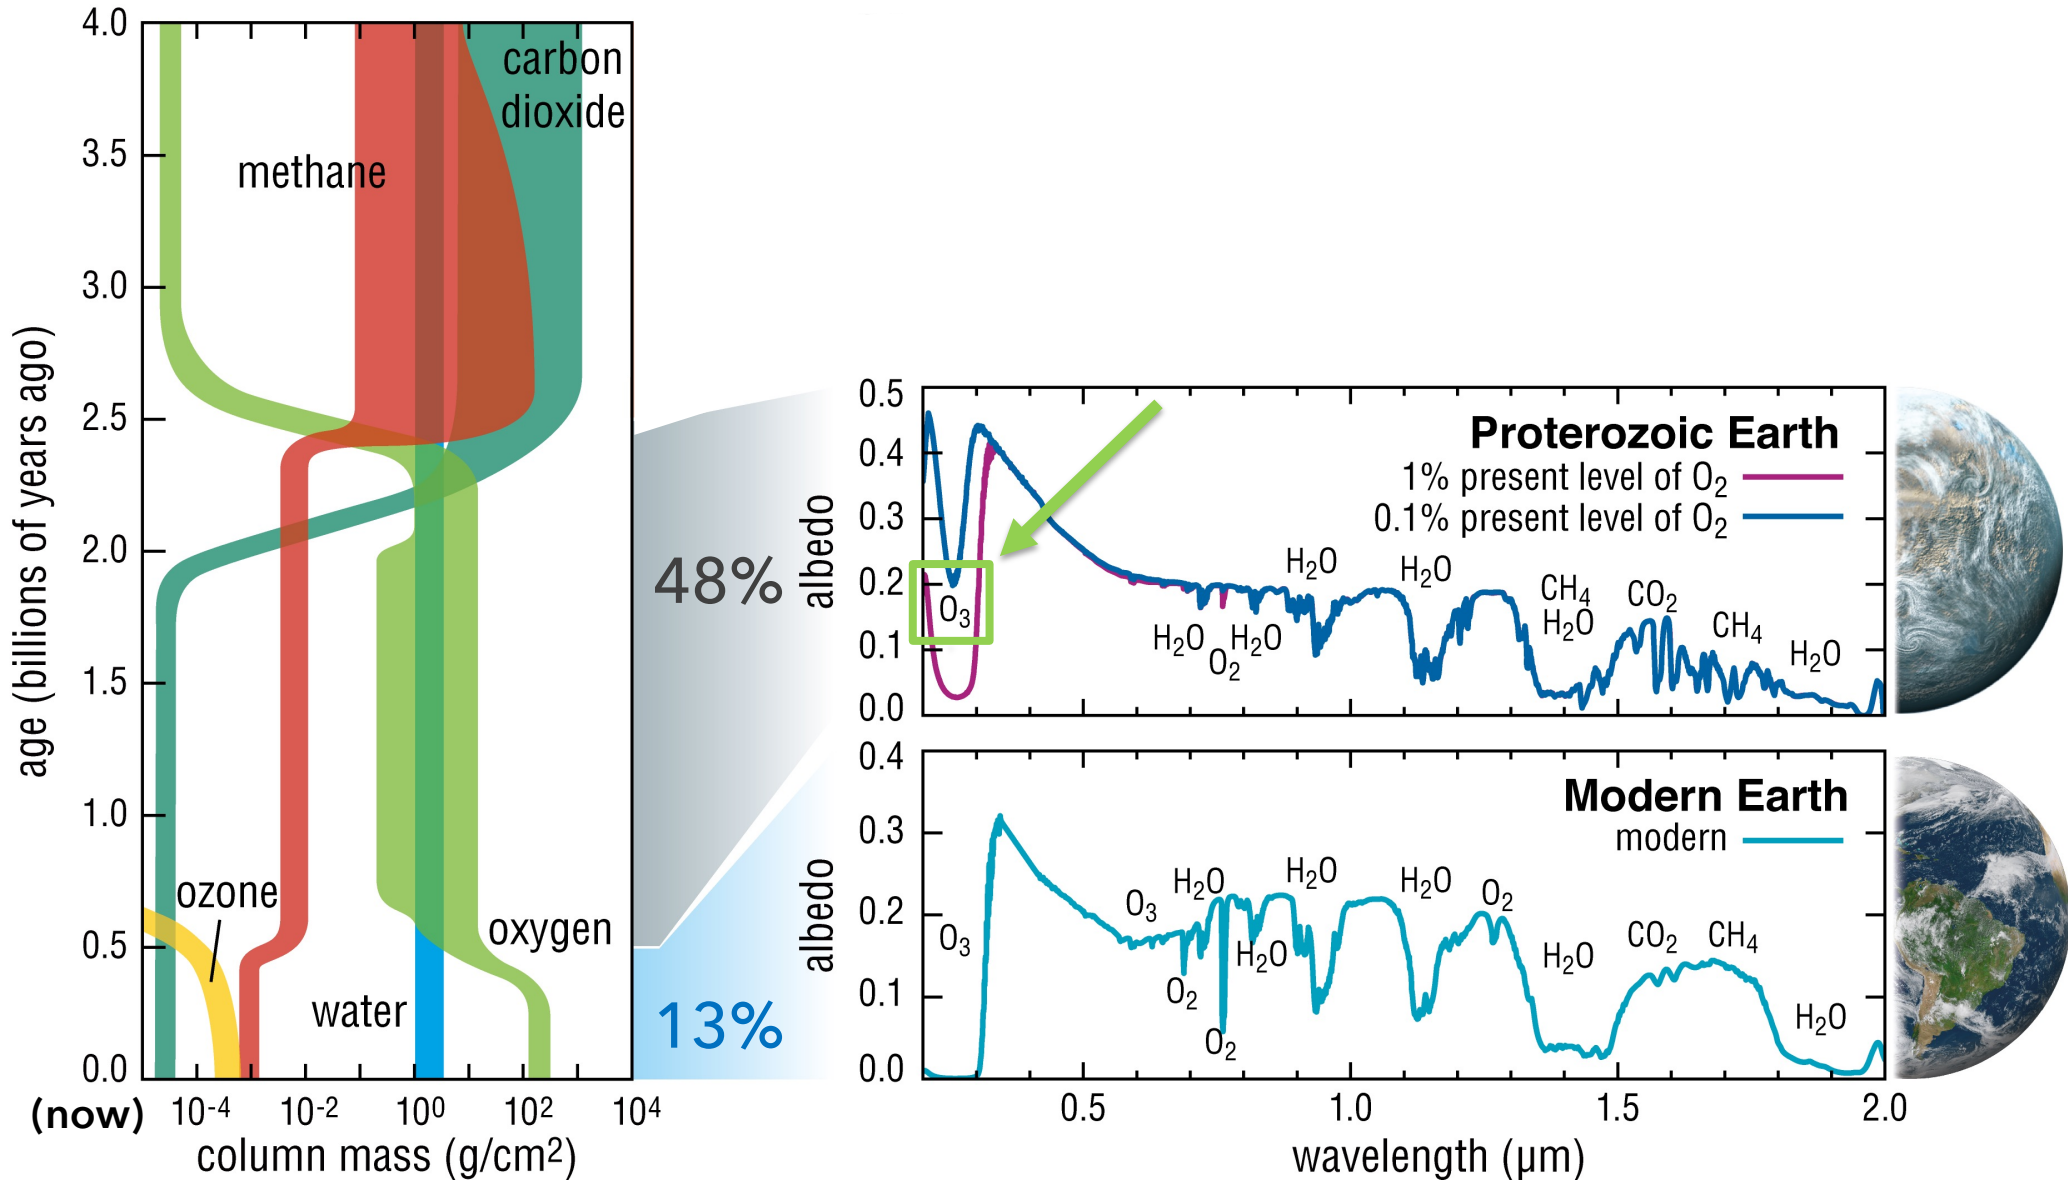 age (billions of years ago)
4.0
3.5
3.0
2.5
2.0
1.5
1.0
0.5
0.0
(now)
carbon
dioxide
methane
ozone
oxygen
water
10-4
10-2
100
102
104
column mass (g/cm2)
48%
13%
albedo
0.5
0.4
0.3
0.2
0.1
0.0
Proterozoic Earth
1% present level of O2
0.1% present level of O2
O3
H2O
O2
H2O
H2O
H2O
CH4
H2O
CO2
CH4
H2O
albedo
0.4
0.3
0.2
0.1
0.0
Modern Earth
modern
O3
O3
H2O
O2
O2
H2O
H2O
H2O
O2
H2O
CO2
CH4
H2O
0.5
1.0
1.5
2.0
wavelength (μm)